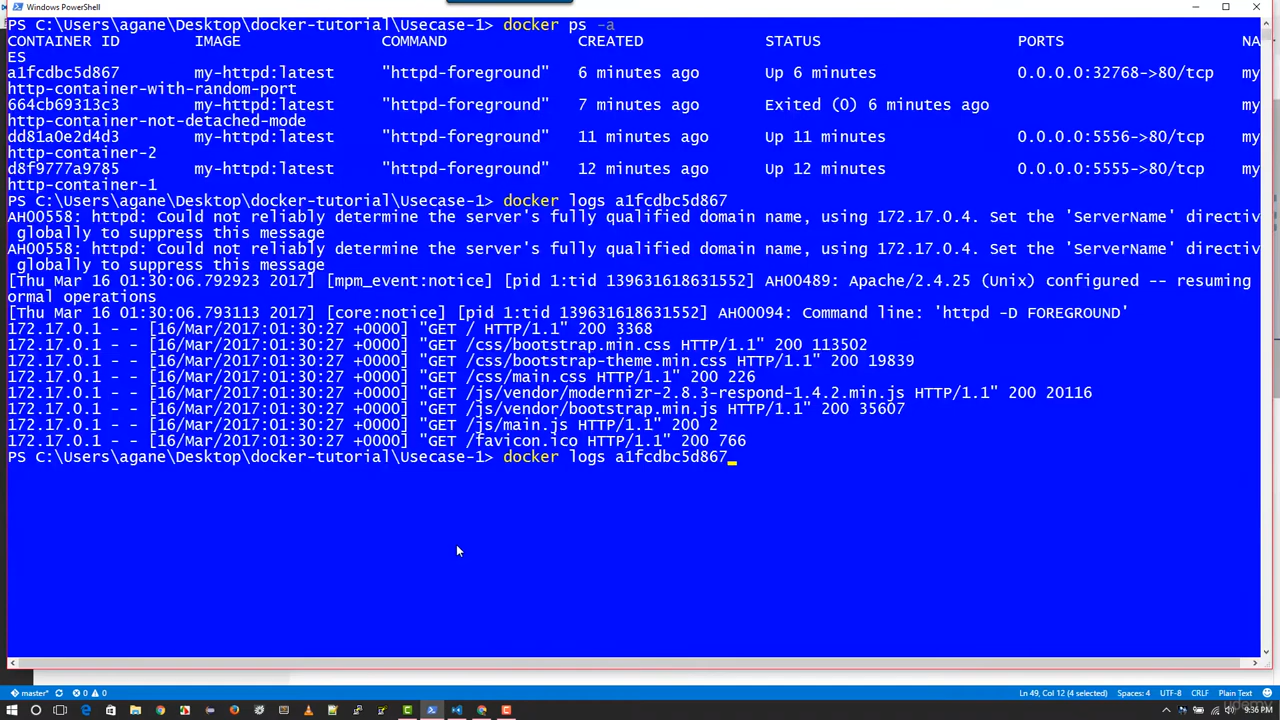 Windows PowerShell
PS C:\Users\agane\Desktop\docker-tutorial\Usecase-1> docker ps -a
CONTAINER ID IMAGE COMMAND CREATED STATUS PORTS NA
ES
a1fcdbc5d867 my-httpd:latest "httpd-foreground" 6 minutes ago Up 6 minutes 0.0.0.0:32768->80/tcp my
http-container-with-random-port
664cb69313c3 my-httpd:latest "httpd-foreground" 7 minutes ago Exited (0) 6 minutes ago my
http-container-not-detached-mode
dd81a0e2d4d3 my-httpd:latest "httpd-foreground" 11 minutes ago Up 11 minutes 0.0.0.0:5556->80/tcp my
http-container-2
d8f9777a9785 my-httpd:latest "httpd-foreground" 12 minutes ago Up 12 minutes 0.0.0.0:5555->80/tcp my
http-container-1
PS C:\Users\agane\Desktop\docker-tutorial\Usecase-1> docker logs a1fcdbc5d867
AH00558: httpd: Could not reliably determine the server's fully qualified domain name, using 172.17.0.4. Set the 'ServerName' directiv
globally to suppress this message
AH00558: httpd: Could not reliably determine the server's fully qualified domain name, using 172.17.0.4. Set the 'ServerName' directiv
globally to suppress this message
[Thu Mar 16 01:30:06.792923 2017] [mpm_event:notice] [pid 1:tid 139631618631552] AH00489: Apache/2.4.25 (Unix) configured -- resuming
ormal operations
[Thu Mar 16 01:30:06.793113 2017] [core:notice] [pid 1:tid 139631618631552] AH00094: Command line: 'httpd -D FOREGROUND'
172.17.0.1 - - [16/Mar/2017:01:30:27 +0000] "GET / HTTP/1.1" 200 3368
172.17.0.1 - - [16/Mar/2017:01:30:27 +0000] "GET /css/bootstrap.min.css HTTP/1.1" 200 113502
172.17.0.1 - - [16/Mar/2017:01:30:27 +0000] "GET /css/bootstrap-theme.min.css HTTP/1.1" 200 19839
172.17.0.1 - - [16/Mar/2017:01:30:27 +0000] "GET /css/main.css HTTP/1.1" 200 226
172.17.0.1 - - [16/Mar/2017:01:30:27 +0000] "GET /js/vendor/modernizr-2.8.3-respond-1.4.2.min.js HTTP/1.1" 200 20116
172.17.0.1 - - [16/Mar/2017:01:30:27 +0000] "GET /js/vendor/bootstrap.min.js HTTP/1.1" 200 35607
172.17.0.1 - - [16/Mar/2017:01:30:27 +0000] "GET /js/main.js HTTP/1.1" 200 2
172.17.0.1 - - [16/Mar/2017:01:30:27 +0000] "GET /favicon.ico HTTP/1.1" 200 766
PS C:\Users\agane\Desktop\docker-tutorial\Usecase-1> docker logs a1fcdbc5d867
master* 0 0 Ln 49, Col 12 (4 selected) Spaces: 4 UTF-8 CRLF Plain Text
udemy
9:36 PM